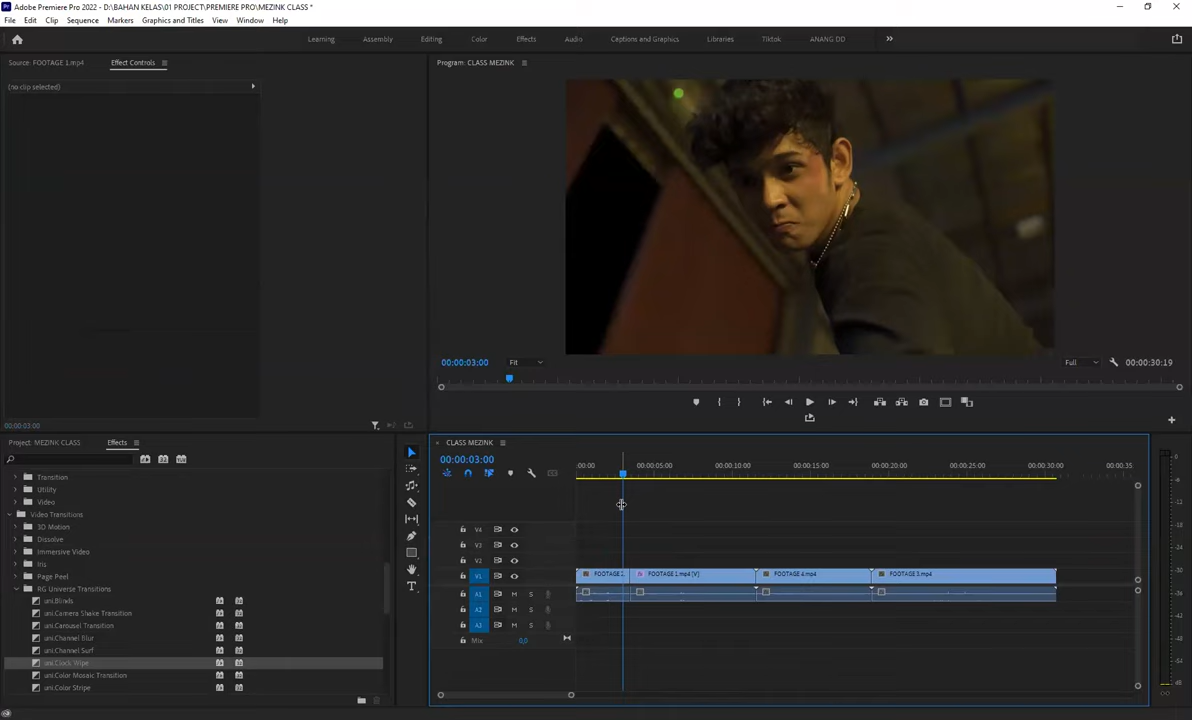 Adobe Premiere Pro 2022 - D:\BAHAN KELAS\01 PROJECT\PREMIERE PRO\MEZINK CLASS *
File Edit Clip Sequence Markers Graphics and Titles View Window Help
Learning Assembly Editing Color Effects Audio Captions and Graphics Libraries Tiktok ANANG DD
Source: FOOTAGE 1.mp4 Effect Controls
Program: CLASS MEZINK
(no clip selected)
00:00:03:00 Fit Full 00:00:30:19
00:00:03:00
Project: MEZINK CLASS Effects
CLASS MEZINK
00:00:03:00
:00:00 00:00:05:00 00:00:10:00 00:00:15:00 00:00:20:00 00:00:25:00 00:00:30:00 00:00:35
Transition
Utility
Video
Video Transitions
3D Motion
Dissolve
Immersive Video
Iris
Page Peel
RG Universe Transitions
uni.Blinds
uni.Camera Shake Transition
uni.Carousel Transition
uni.Channel Blur
uni.Channel Surf
uni.Clock Wipe
uni.Color Mosaic Transition
uni.Color Stripe
V4
V3
V2
V1 FOOTAGE 1.mp4 [V] FOOTAGE 4.mp4 FOOTAGE 3.mp4
A1 M S
A2 M S
A3 M S
Mix 0,0